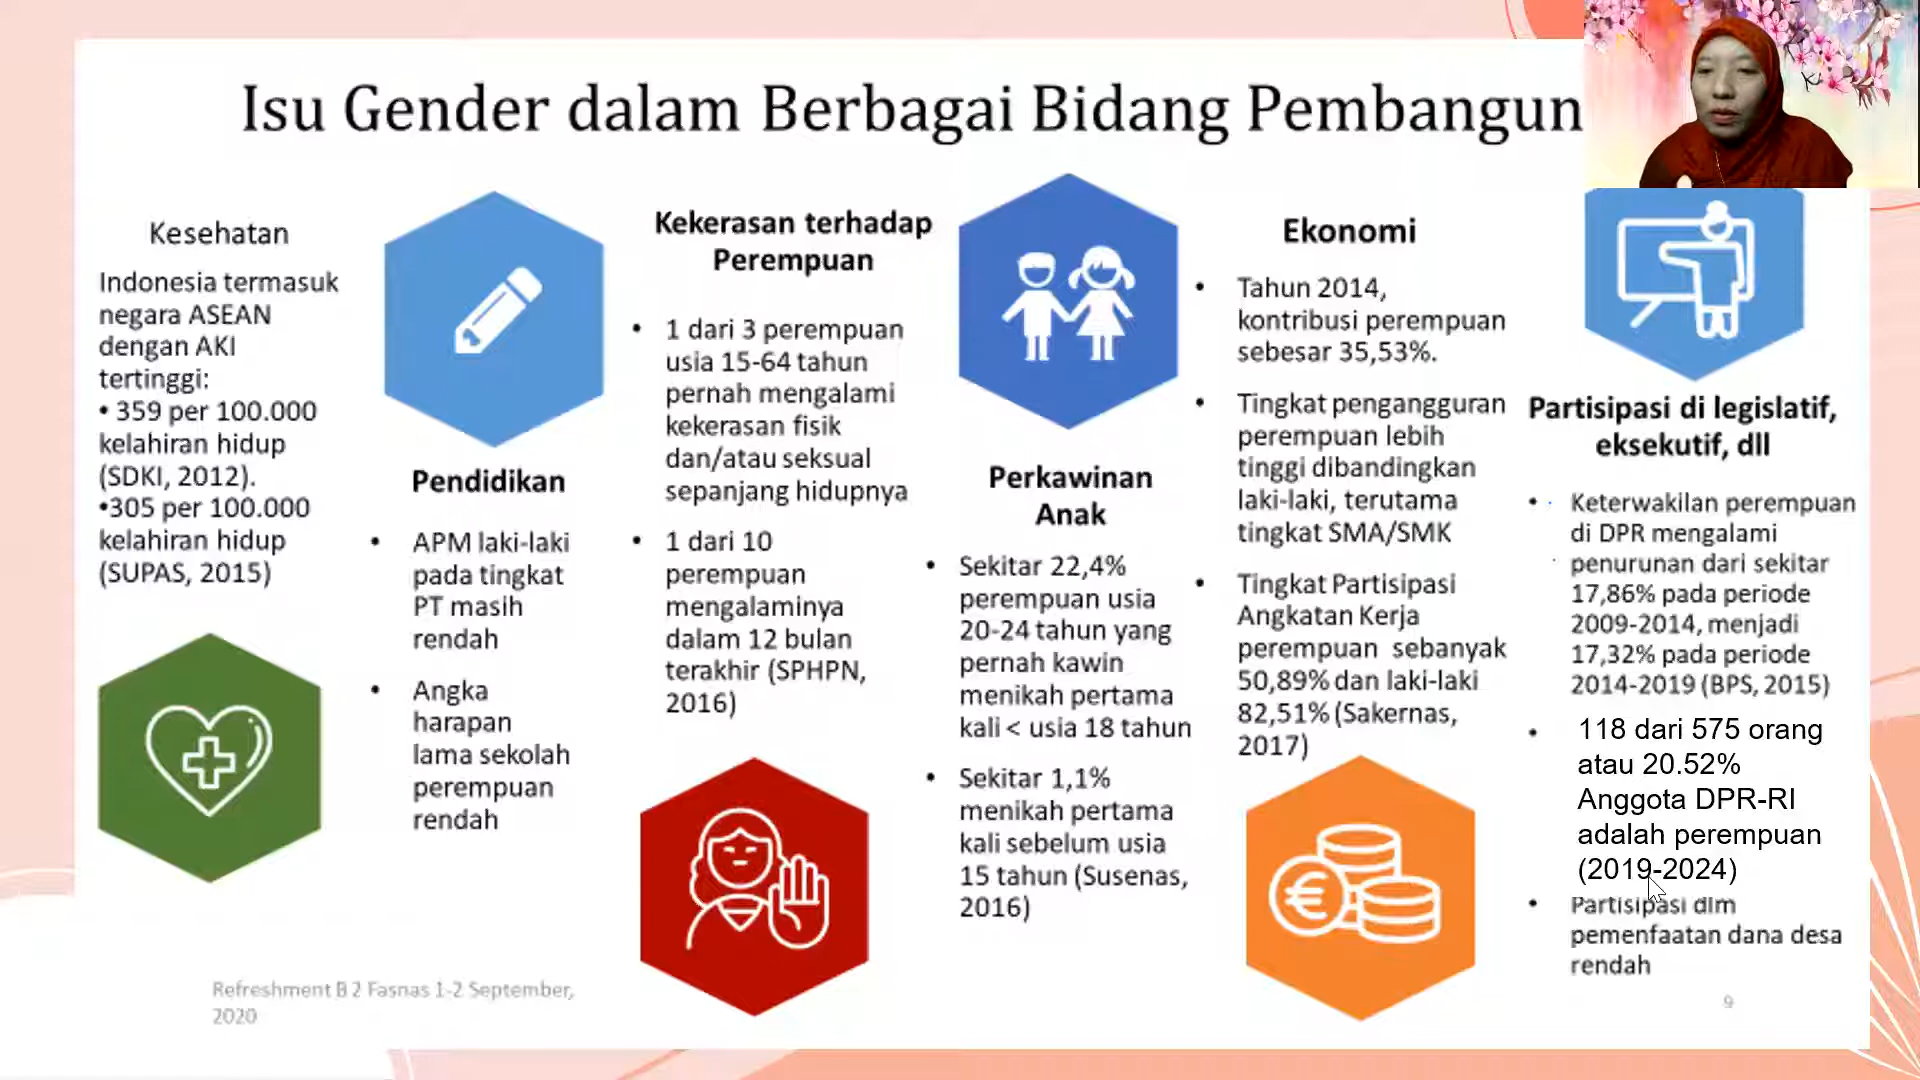 Isu Gender dalam Berbagai Bidang Pembangun
Kesehatan
Indonesia termasuk
negara ASEAN
dengan AKI
tertinggi:
• 359 per 100.000
kelahiran hidup
(SDKI, 2012).
•305 per 100.000
kelahiran hidup
(SUPAS, 2015)
Pendidikan
• APM laki-laki
pada tingkat
PT masih
rendah
• Angka
harapan
lama sekolah
perempuan
rendah
Kekerasan terhadap
Perempuan
• 1 dari 3 perempuan
usia 15-64 tahun
pernah mengalami
kekerasan fisik
dan/atau seksual
sepanjang hidupnya
• 1 dari 10
perempuan
mengalaminya
dalam 12 bulan
terakhir (SPHPN,
2016)
Perkawinan
Anak
• Sekitar 22,4%
perempuan usia
20-24 tahun yang
pernah kawin
menikah pertama
kali < usia 18 tahun
• Sekitar 1,1%
menikah pertama
kali sebelum usia
15 tahun (Susenas,
2016)
Ekonomi
• Tahun 2014,
kontribusi perempuan
sebesar 35,53%.
• Tingkat pengangguran
perempuan lebih
tinggi dibandingkan
laki-laki, terutama
tingkat SMA/SMK
• Tingkat Partisipasi
Angkatan Kerja
perempuan sebanyak
50,89% dan laki-laki
82,51% (Sakernas,
2017)
Partisipasi di legislatif,
eksekutif, dll
• Keterwakilan perempuan
di DPR mengalami
penurunan dari sekitar
17,86% pada periode
2009-2014, menjadi
17,32% pada periode
2014-2019 (BPS, 2015)
• 118 dari 575 orang
atau 20.52%
Anggota DPR-RI
adalah perempuan
(2019-2024)
• Partisipasi dlm
pemenfaatan dana desa
rendah
Refreshment B 2 Fasnas 1-2 September,
2020
9